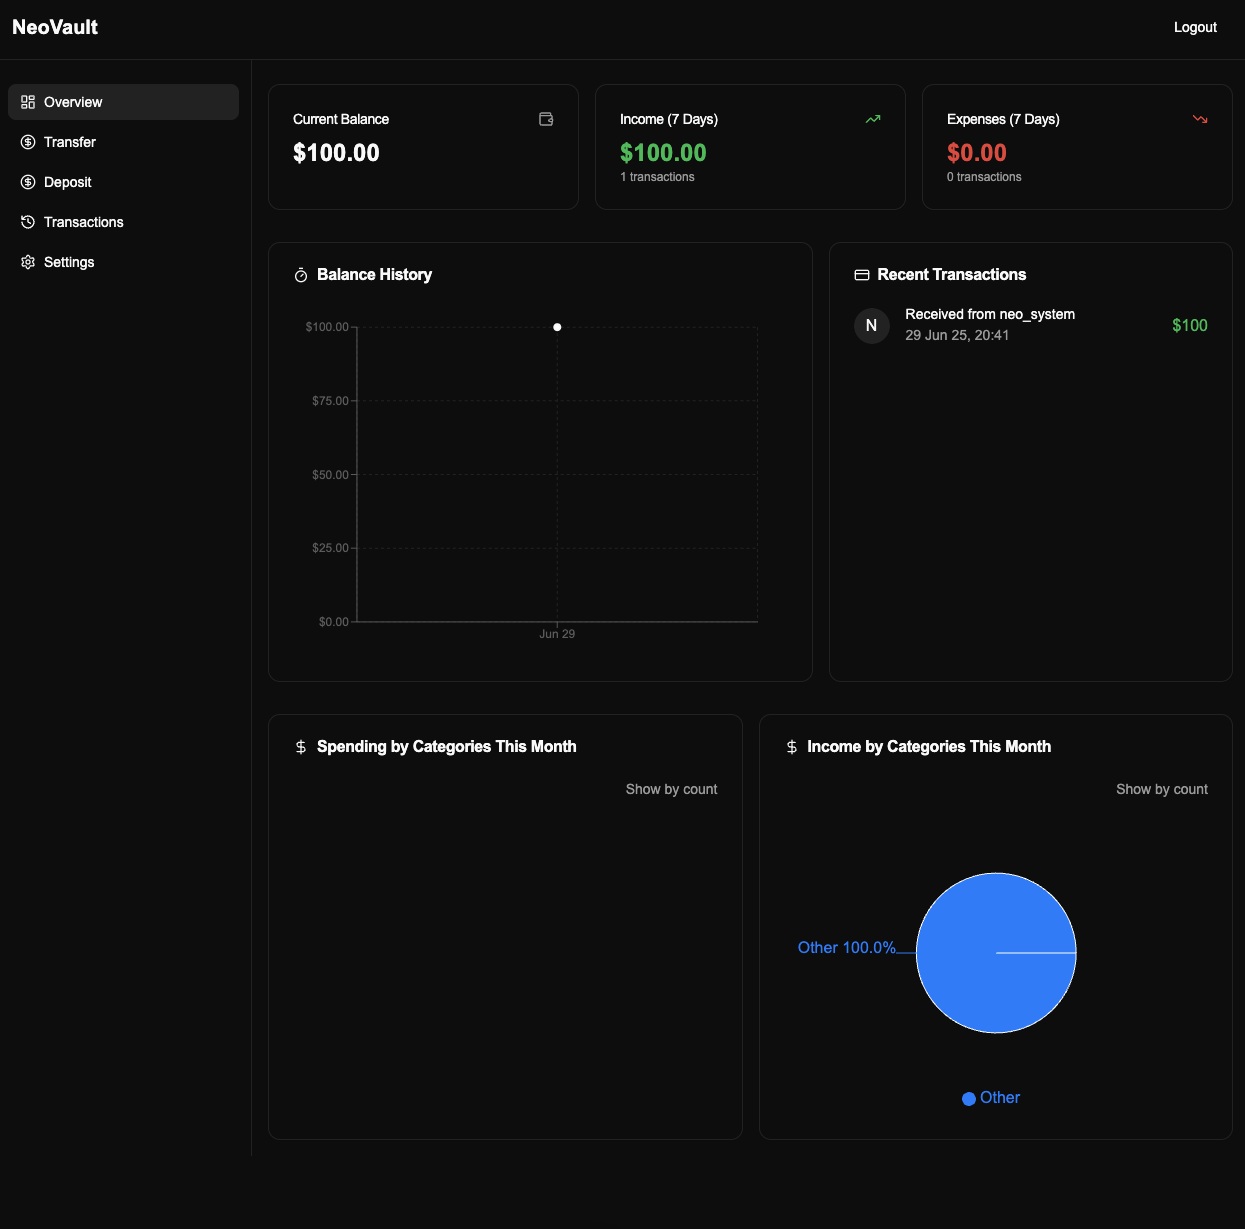 NeoVault
Logout
Overview
Transfer
Deposit
Transactions
Settings
Current Balance
$100.00
Income (7 Days)
$100.00
1 transactions
Expenses (7 Days)
$0.00
0 transactions
Balance History
$100.00
$75.00
$50.00
$25.00
$0.00
Jun 29
Recent Transactions
N
Received from neo_system
29 Jun 25, 20:41
$100
Spending by Categories This Month
Show by count
Income by Categories This Month
Show by count
Other 100.0%
Other